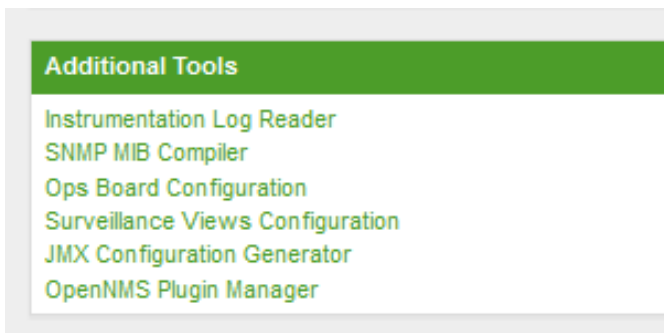 Additional Tools
Instrumentation Log Reader
SNMP MIB Compiler
Ops Board Configuration
Surveillance Views Configuration
JMX Configuration Generator
OpenNMS Plugin Manager